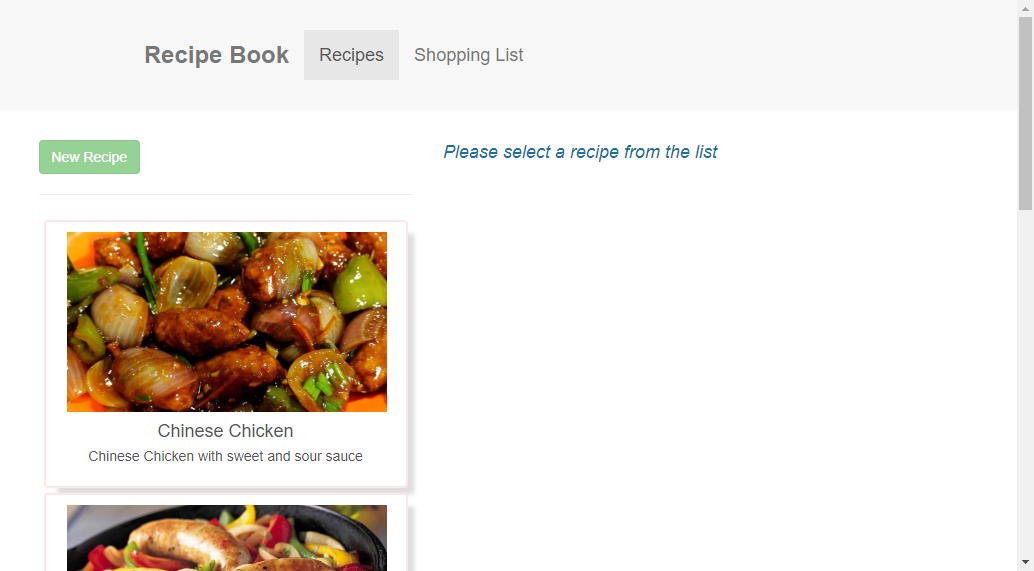 Recipe Book
Recipes
Shopping List
New Recipe
Please select a recipe from the list
Chinese Chicken
Chinese Chicken with sweet and sour sauce